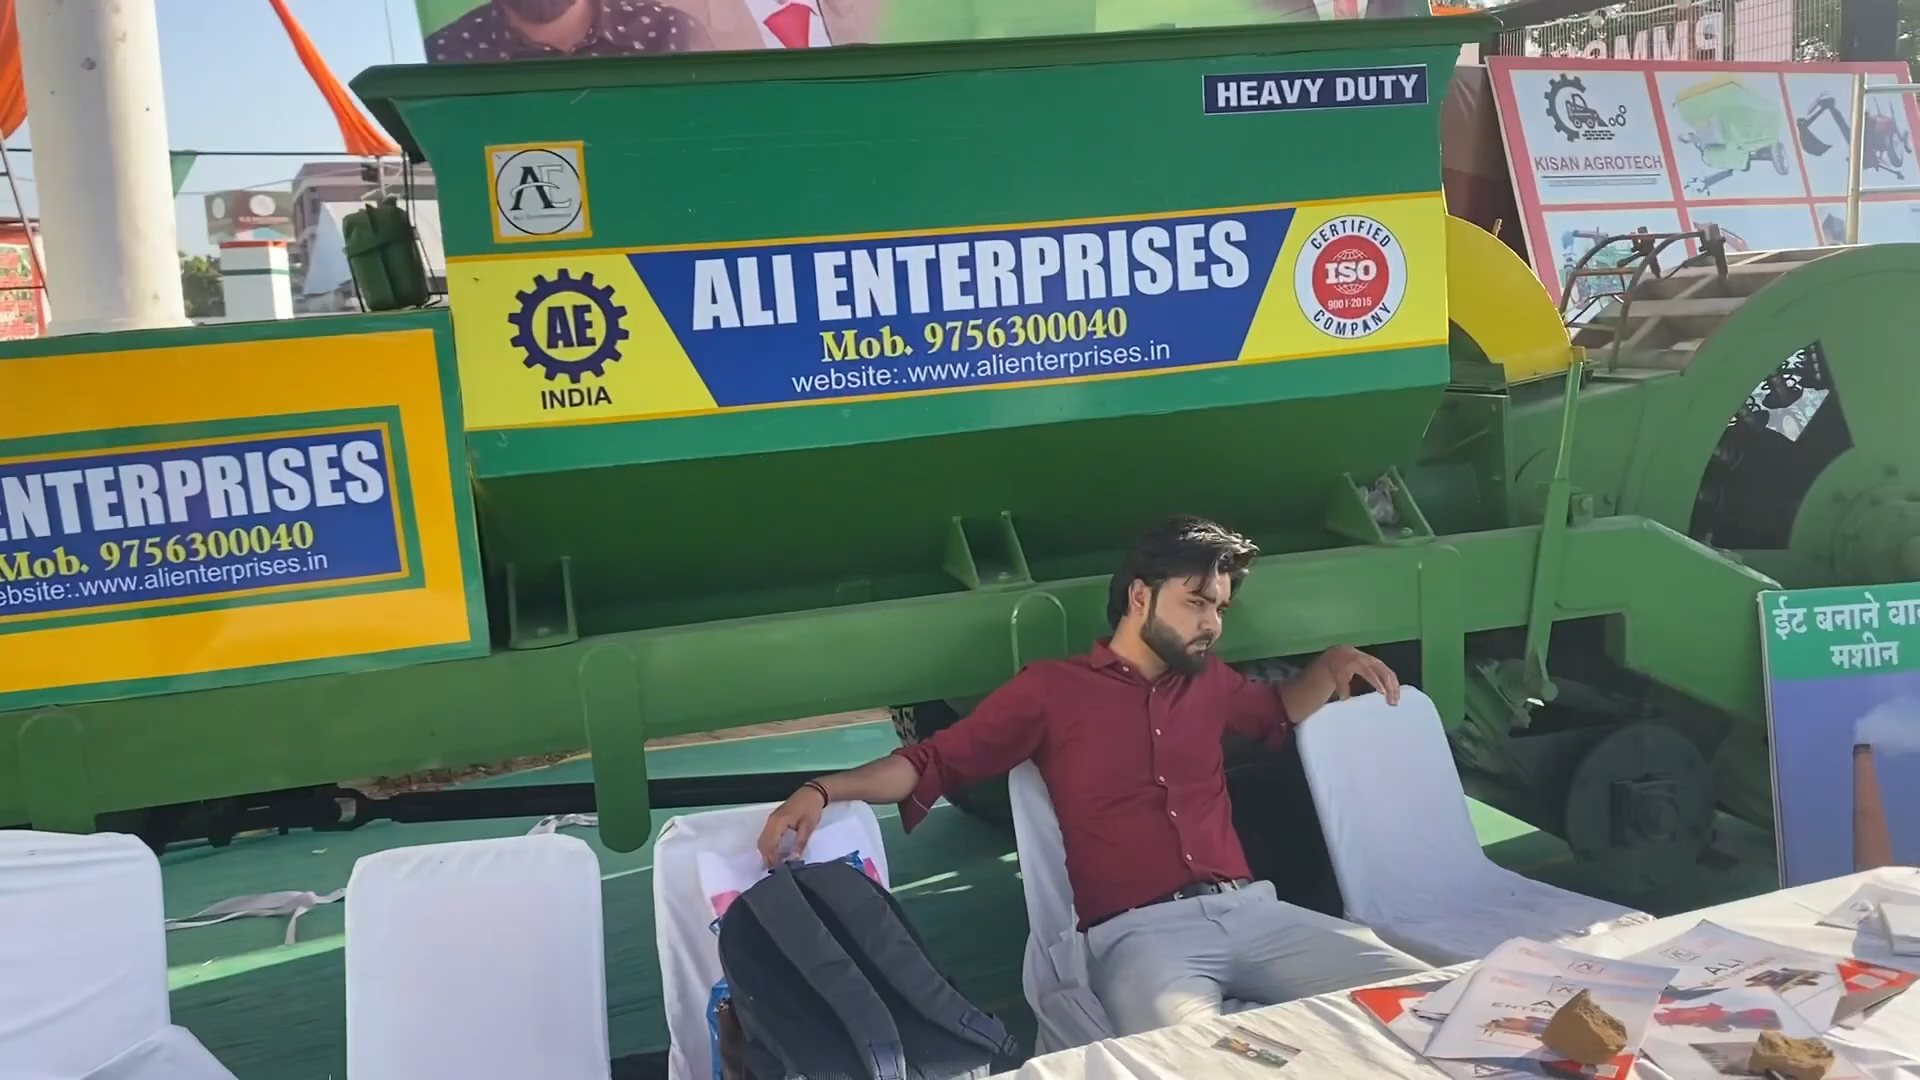 HEAVY DUTY
AE
ALI ENTERPRISES
Mob. 9756300040
website:.www.alienterprises.in
AE
INDIA
CERTIFIED
ISO
9001-2015
COMPANY
KISAN AGROTECH
ENTERPRISES
Mob. 9756300040
ebsite:.www.alienterprises.in
ईट बनाने
मशीन
ALI